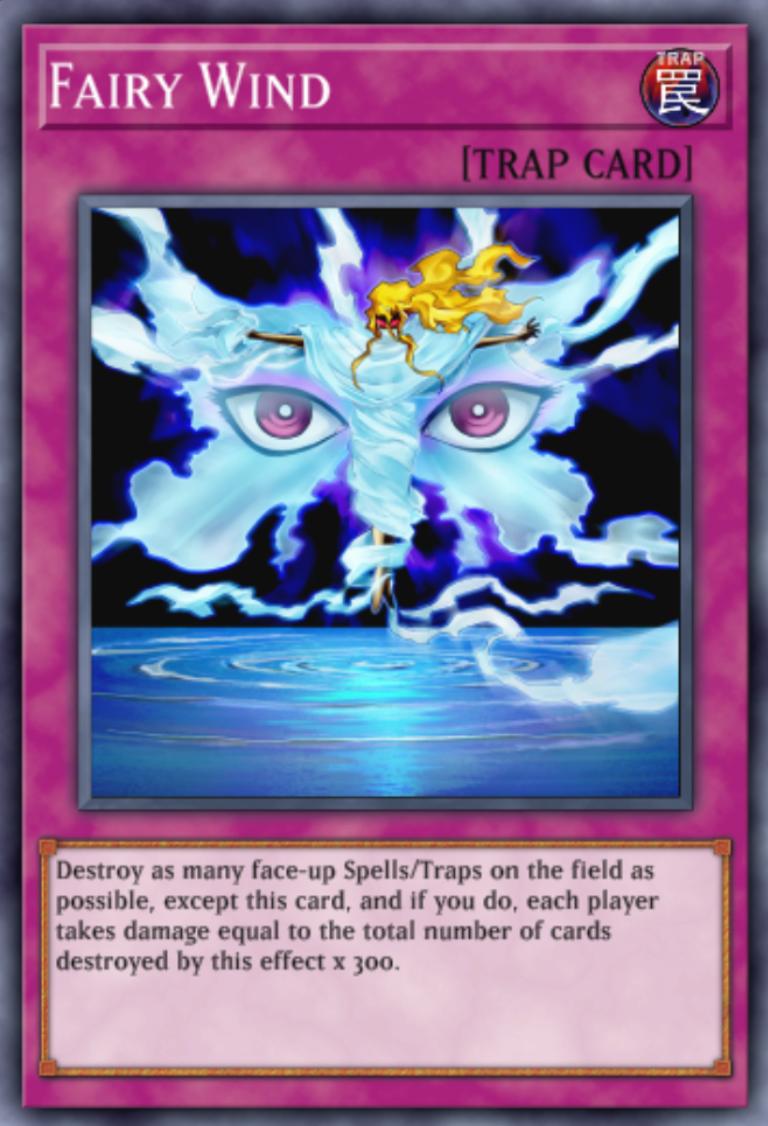 Fairy Wind
TRAP
罠
[TRAP CARD]
Destroy as many face-up Spells/Traps on the field as
possible, except this card, and if you do, each player
takes damage equal to the total number of cards
destroyed by this effect x 300.